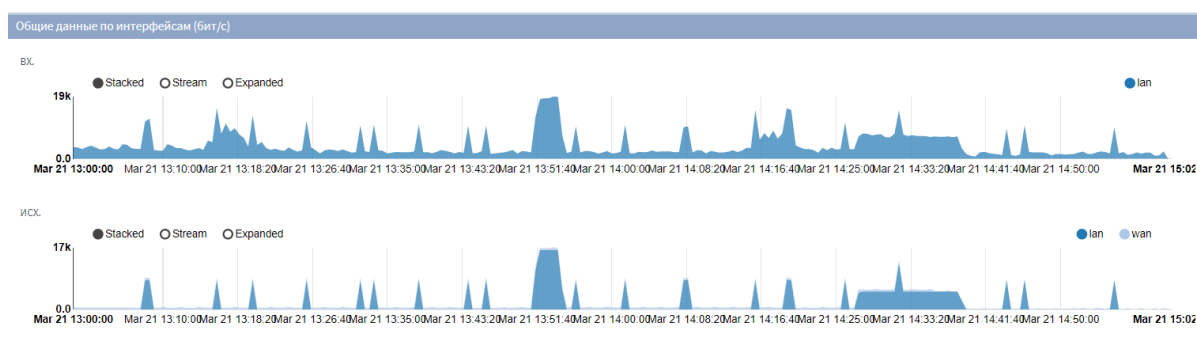 Общие данные по интерфейсам (бит/с)
ВХ.
Stacked Stream Expanded lan
19k
0.0
Mar 21 13:00:00 Mar 21 13:10:00 Mar 21 13:18:20 Mar 21 13:26:40 Mar 21 13:35:00 Mar 21 13:43:20 Mar 21 13:51:40 Mar 21 14:00:00 Mar 21 14:08:20 Mar 21 14:16:40 Mar 21 14:25:00 Mar 21 14:33:20 Mar 21 14:41:40 Mar 21 14:50:00 Mar 21 15:02
ИСХ.
Stacked Stream Expanded lan wan
17k
0.0
Mar 21 13:00:00 Mar 21 13:10:00 Mar 21 13:18:20 Mar 21 13:26:40 Mar 21 13:35:00 Mar 21 13:43:20 Mar 21 13:51:40 Mar 21 14:00:00 Mar 21 14:08:20 Mar 21 14:16:40 Mar 21 14:25:00 Mar 21 14:33:20 Mar 21 14:41:40 Mar 21 14:50:00 Mar 21 15:02